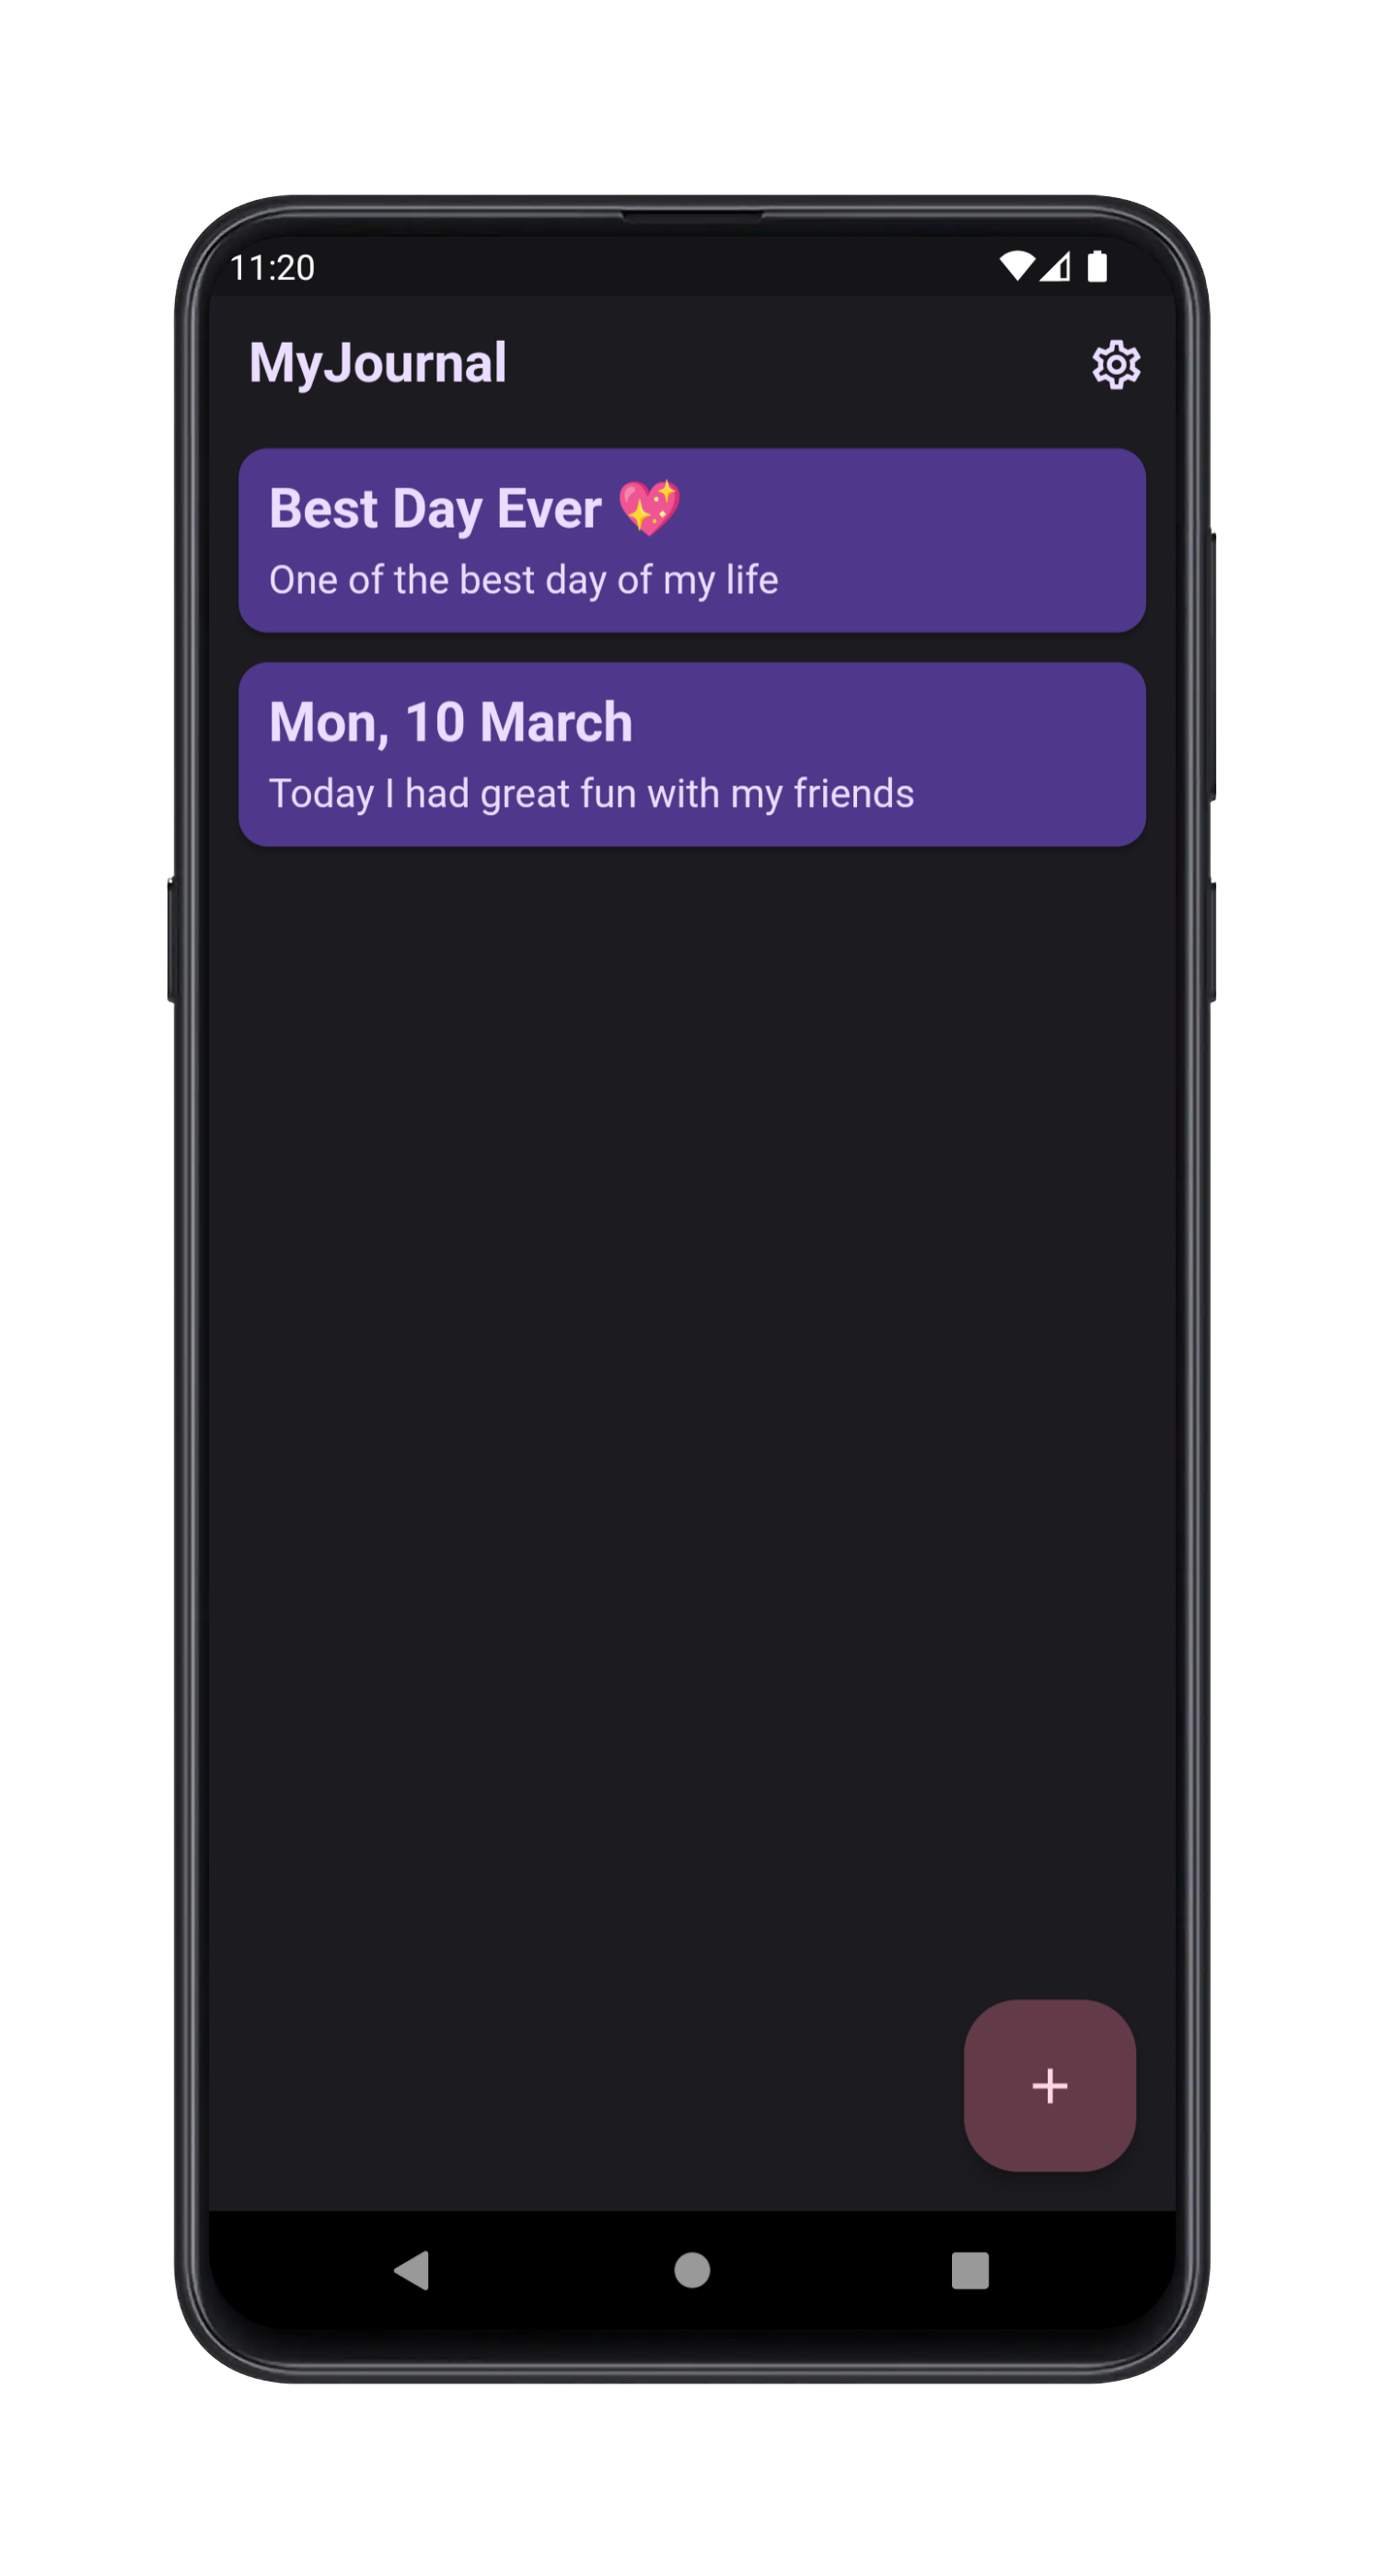 11:20
MyJournal
Best Day Ever 💖
One of the best day of my life
Mon, 10 March
Today I had great fun with my friends
+